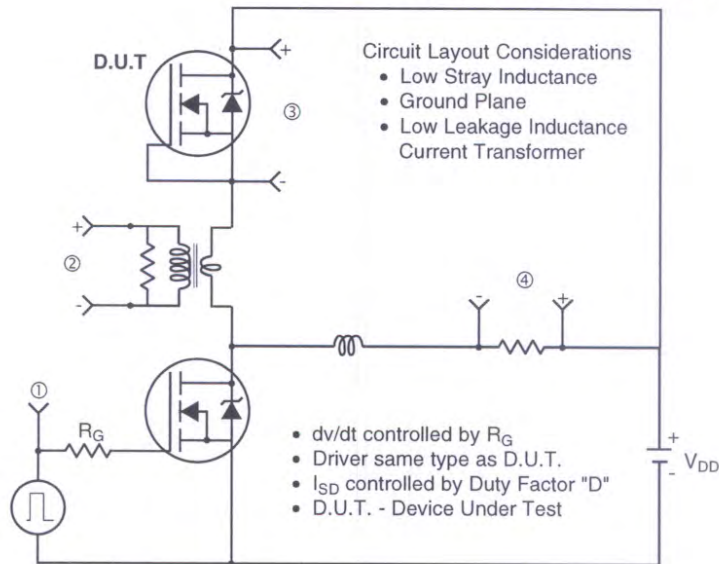 D.U.T
+
-
③
Circuit Layout Considerations
• Low Stray Inductance
• Ground Plane
• Low Leakage Inductance
Current Transformer
+
②
-
④
-
+
①
R_G
• dv/dt controlled by R_G
• Driver same type as D.U.T.
• I_SD controlled by Duty Factor "D"
• D.U.T. - Device Under Test
+
V_DD
-